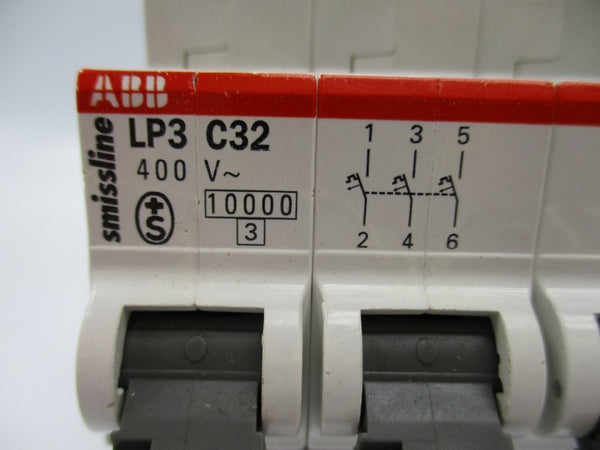 ABB
smissline
LP3 C32
400 V~
+S
10000
3
1 3 5
2 4 6